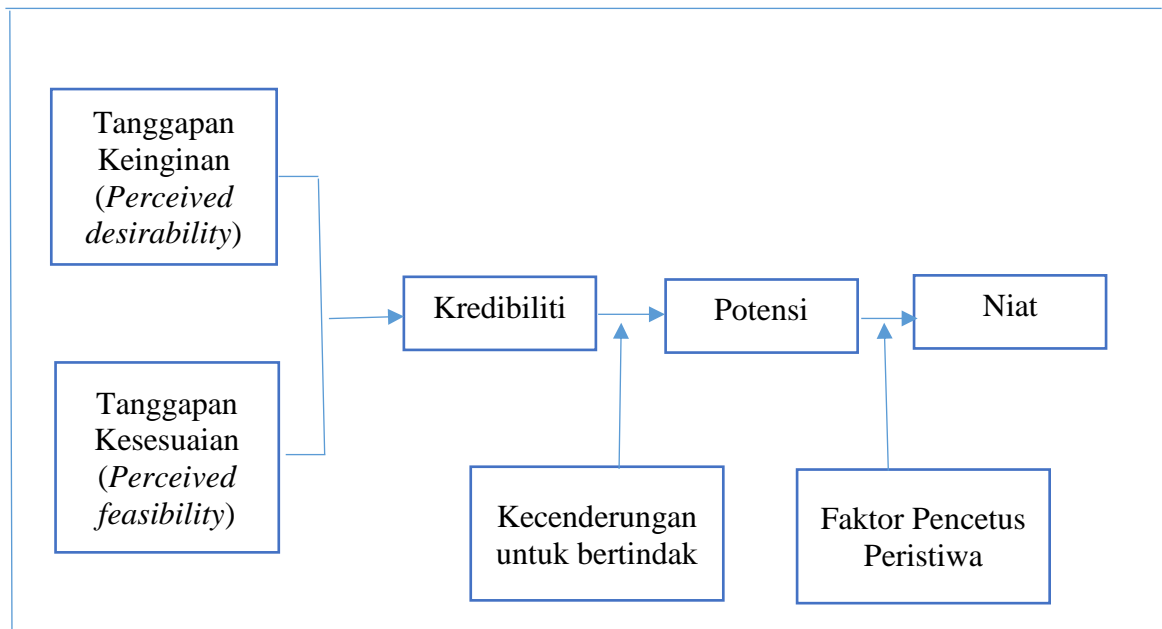 Tanggapan
Keinginan
(Perceived
desirability)
Kredibiliti
Potensi
Niat
Tanggapan
Kesesuaian
(Perceived
feasibility)
Kecenderungan
untuk bertindak
Faktor Pencetus
Peristiwa